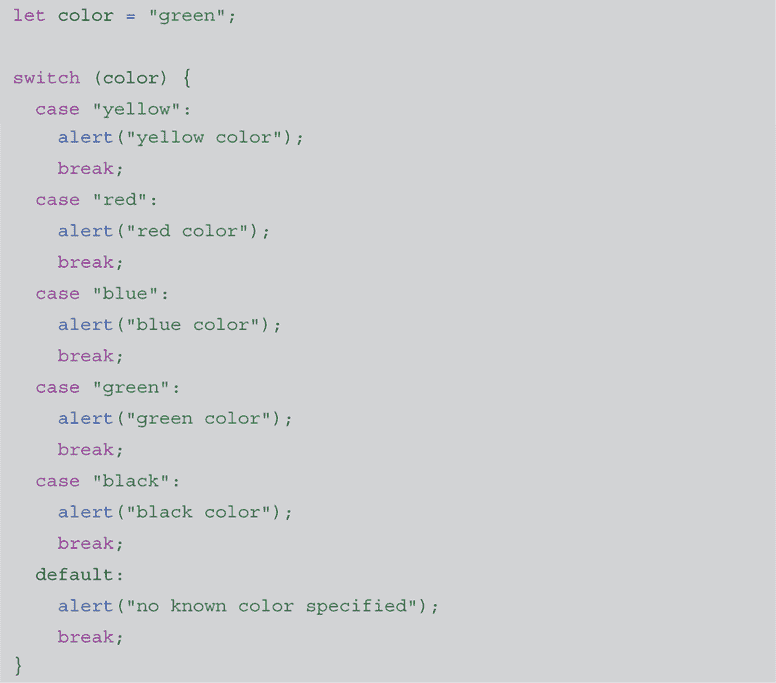 let color = "green";
switch (color) {
case "yellow":
alert("yellow color");
break;
case "red":
alert("red color");
break;
case "blue":
alert("blue color");
break;
case "green":
alert("green color");
break;
case "black":
alert("black color");
break;
default:
alert("no known color specified");
break;
}